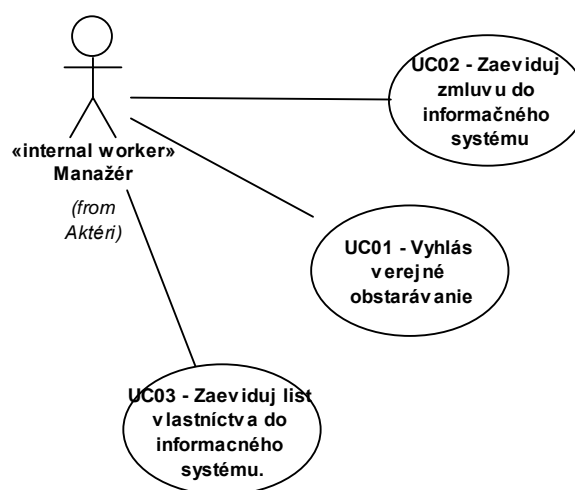 UC02 - Zaeviduj
zmluvu do
informačného
systému
«internal worker»
Manažér
(from
Aktéri)
UC01 - Vyhlás
verejné
obstarávanie
UC03 - Zaeviduj list
vlastníctva do
informacného
systému.